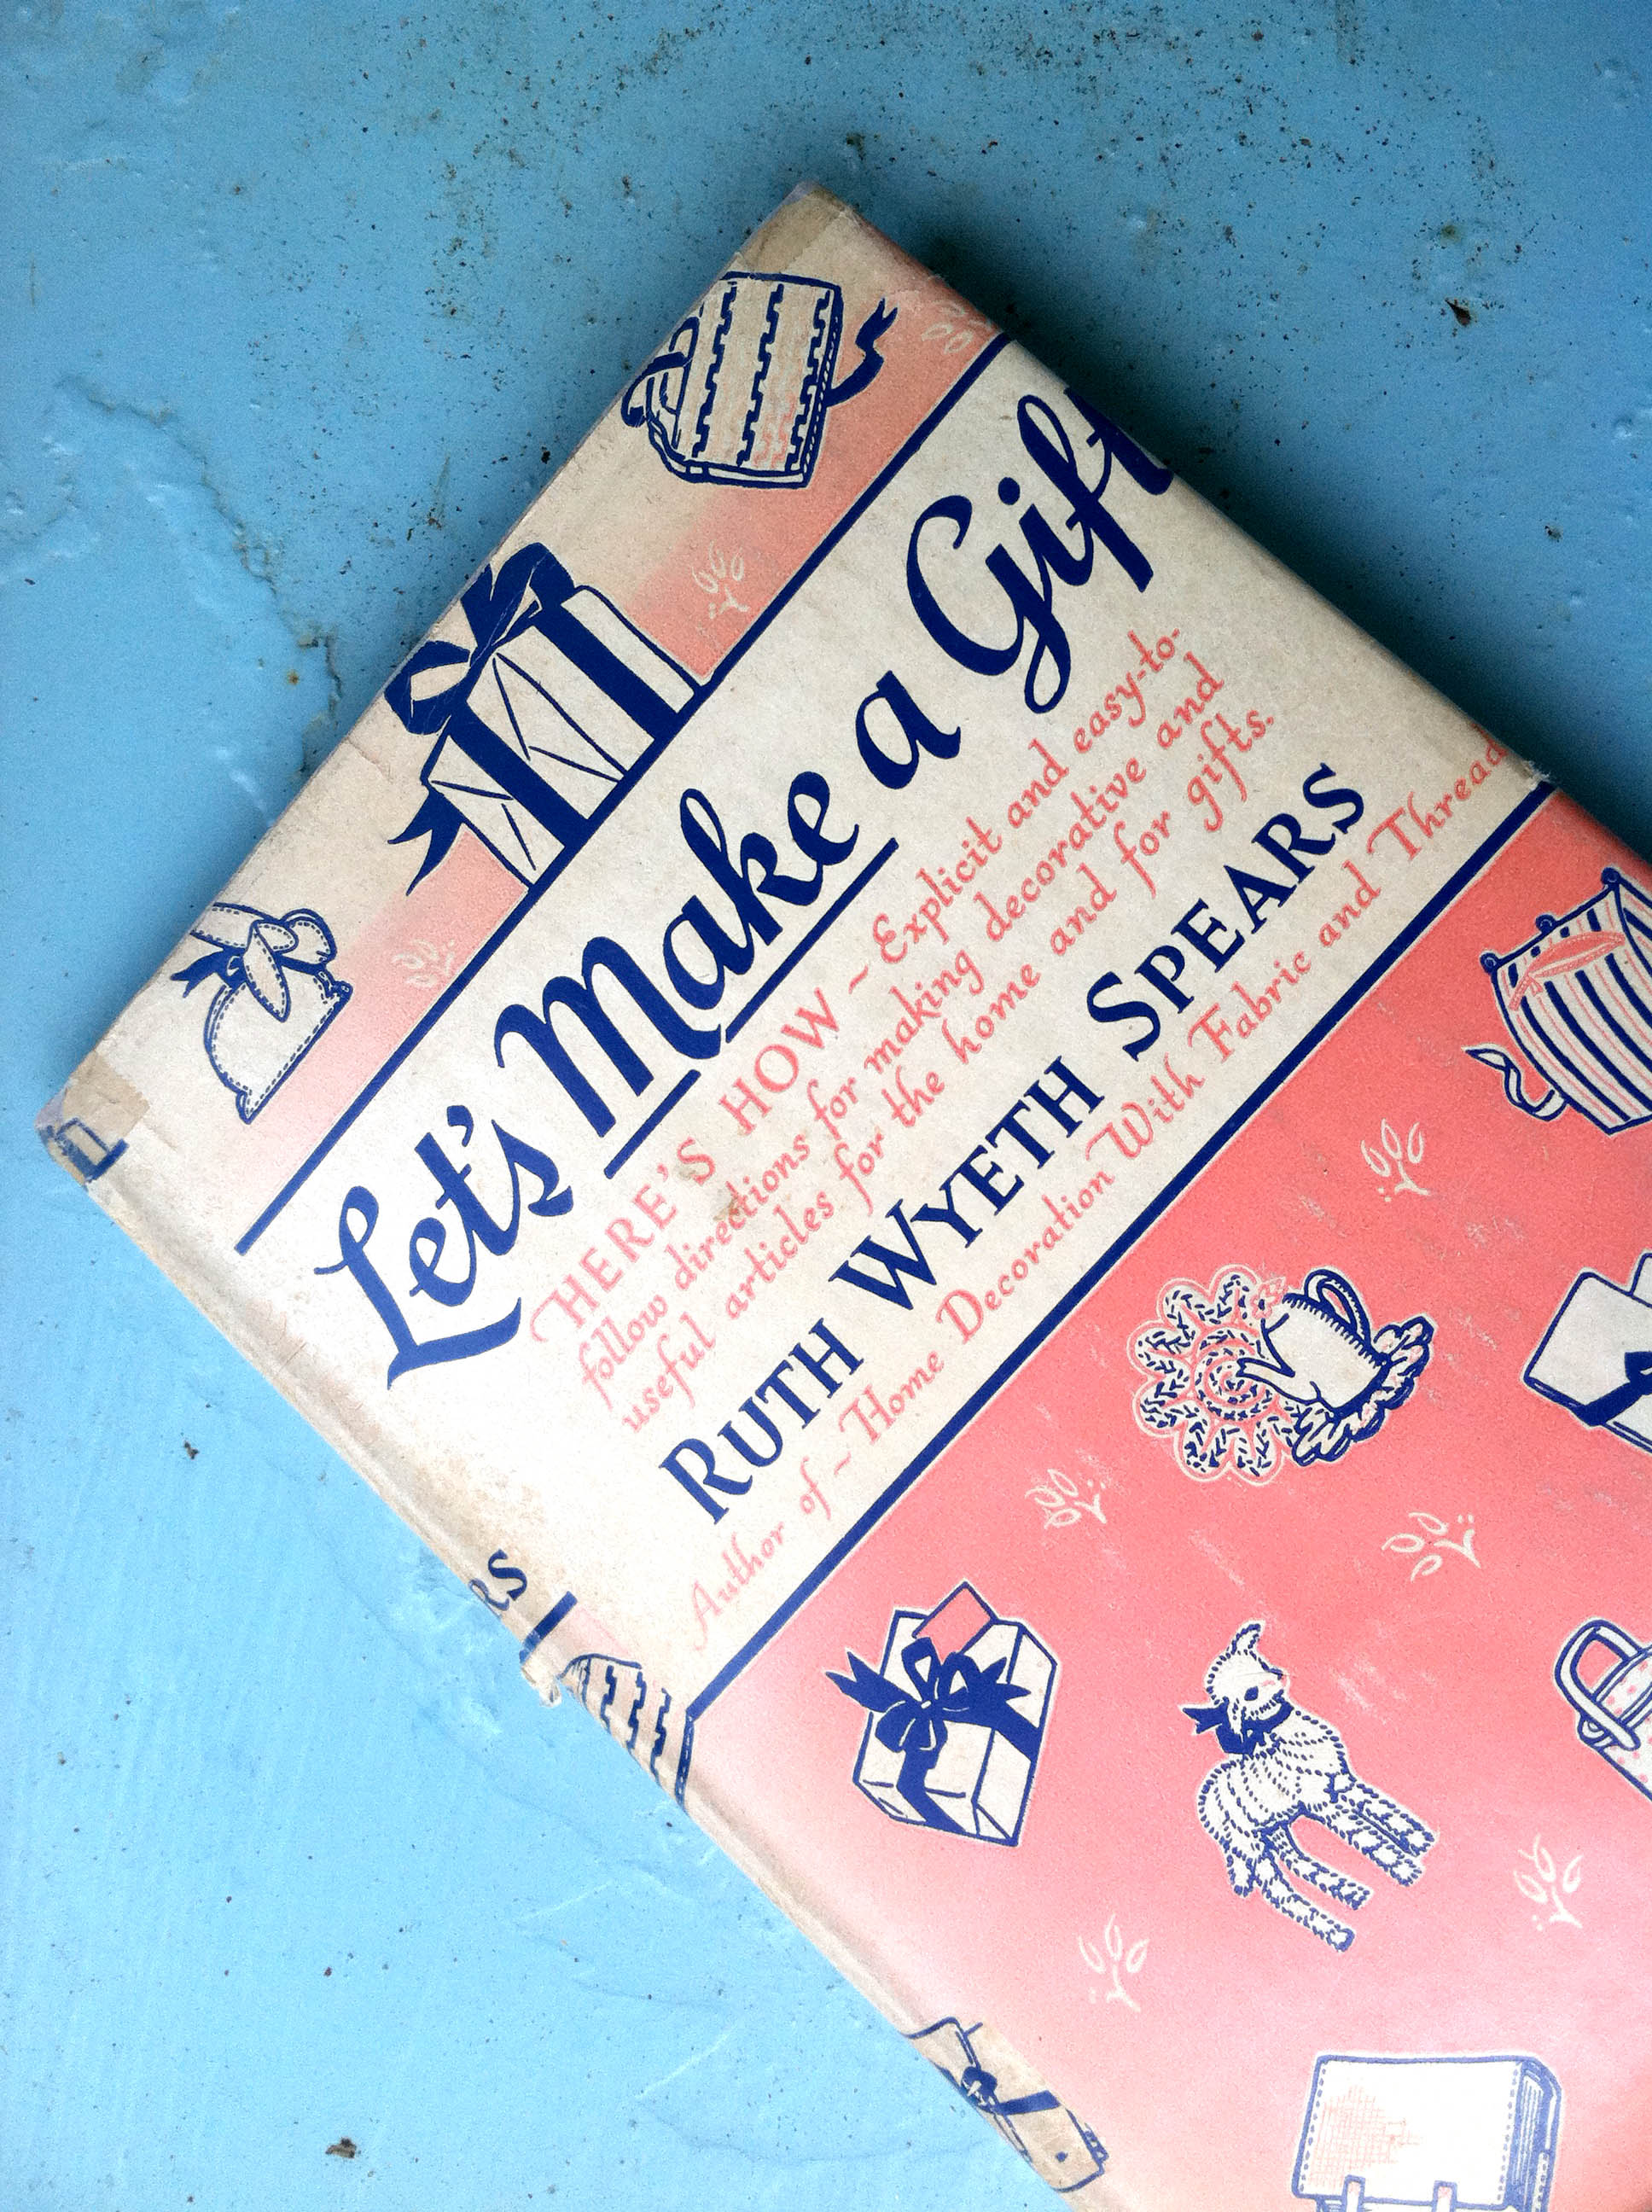 Let's Make a Gift
THERE'S HOW ~ Explicit and easy-to-
follow directions for making decorative and
useful articles for the home and for gifts.
RUTH WYETH SPEARS
Author of ~ Home Decoration With Fabric and Thread